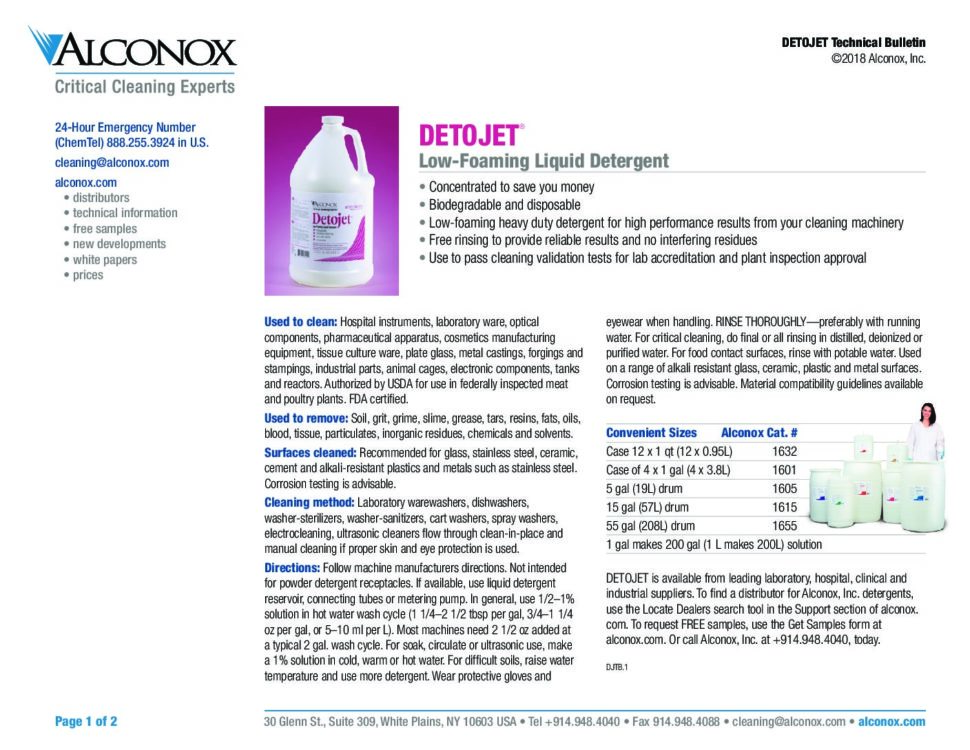 ALCONOX
Critical Cleaning Experts
DETOJET Technical Bulletin
©2018 Alconox, Inc.
24-Hour Emergency Number
(ChemTel) 888.255.3924 in U.S.
cleaning@alconox.com
alconox.com
• distributors
• technical information
• free samples
• new developments
• white papers
• prices
ALCONOX
Detojet
DETOJET®
Low-Foaming Liquid Detergent
• Concentrated to save you money
• Biodegradable and disposable
• Low-foaming heavy duty detergent for high performance results from your cleaning machinery
• Free rinsing to provide reliable results and no interfering residues
• Use to pass cleaning validation tests for lab accreditation and plant inspection approval
Used to clean: Hospital instruments, laboratory ware, optical
components, pharmaceutical apparatus, cosmetics manufacturing
equipment, tissue culture ware, plate glass, metal castings, forgings and
stampings, industrial parts, animal cages, electronic components, tanks
and reactors. Authorized by USDA for use in federally inspected meat
and poultry plants. FDA certified.
Used to remove: Soil, grit, grime, slime, grease, tars, resins, fats, oils,
blood, tissue, particulates, inorganic residues, chemicals and solvents.
Surfaces cleaned: Recommended for glass, stainless steel, ceramic,
cement and alkali-resistant plastics and metals such as stainless steel.
Corrosion testing is advisable.
Cleaning method: Laboratory warewashers, dishwashers,
washer-sterilizers, washer-sanitizers, cart washers, spray washers,
electrocleaning, ultrasonic cleaners flow through clean-in-place and
manual cleaning if proper skin and eye protection is used.
Directions: Follow machine manufacturers directions. Not intended
for powder detergent receptacles. If available, use liquid detergent
reservoir, connecting tubes or metering pump. In general, use 1/2–1%
solution in hot water wash cycle (1 1/4–2 1/2 tbsp per gal, 3/4–1 1/4
oz per gal, or 5–10 ml per L). Most machines need 2 1/2 oz added at
a typical 2 gal. wash cycle. For soak, circulate or ultrasonic use, make
a 1% solution in cold, warm or hot water. For difficult soils, raise water
temperature and use more detergent. Wear protective gloves and
eyewear when handling. RINSE THOROUGHLY—preferably with running
water. For critical cleaning, do final or all rinsing in distilled, deionized or
purified water. For food contact surfaces, rinse with potable water. Used
on a range of alkali resistant glass, ceramic, plastic and metal surfaces.
Corrosion testing is advisable. Material compatibility guidelines available
on request.
Convenient Sizes Alconox Cat. #
Case 12 x 1 qt (12 x 0.95L) 1632
Case of 4 x 1 gal (4 x 3.8L) 1601
5 gal (19L) drum 1605
15 gal (57L) drum 1615
55 gal (208L) drum 1655
1 gal makes 200 gal (1 L makes 200L) solution
DETOJET is available from leading laboratory, hospital, clinical and
industrial suppliers. To find a distributor for Alconox, Inc. detergents,
use the Locate Dealers search tool in the Support section of alconox.
com. To request FREE samples, use the Get Samples form at
alconox.com. Or call Alconox, Inc. at +914.948.4040, today.
DJTB.1
Page 1 of 2
30 Glenn St., Suite 309, White Plains, NY 10603 USA • Tel +914.948.4040 • Fax 914.948.4088 • cleaning@alconox.com • alconox.com